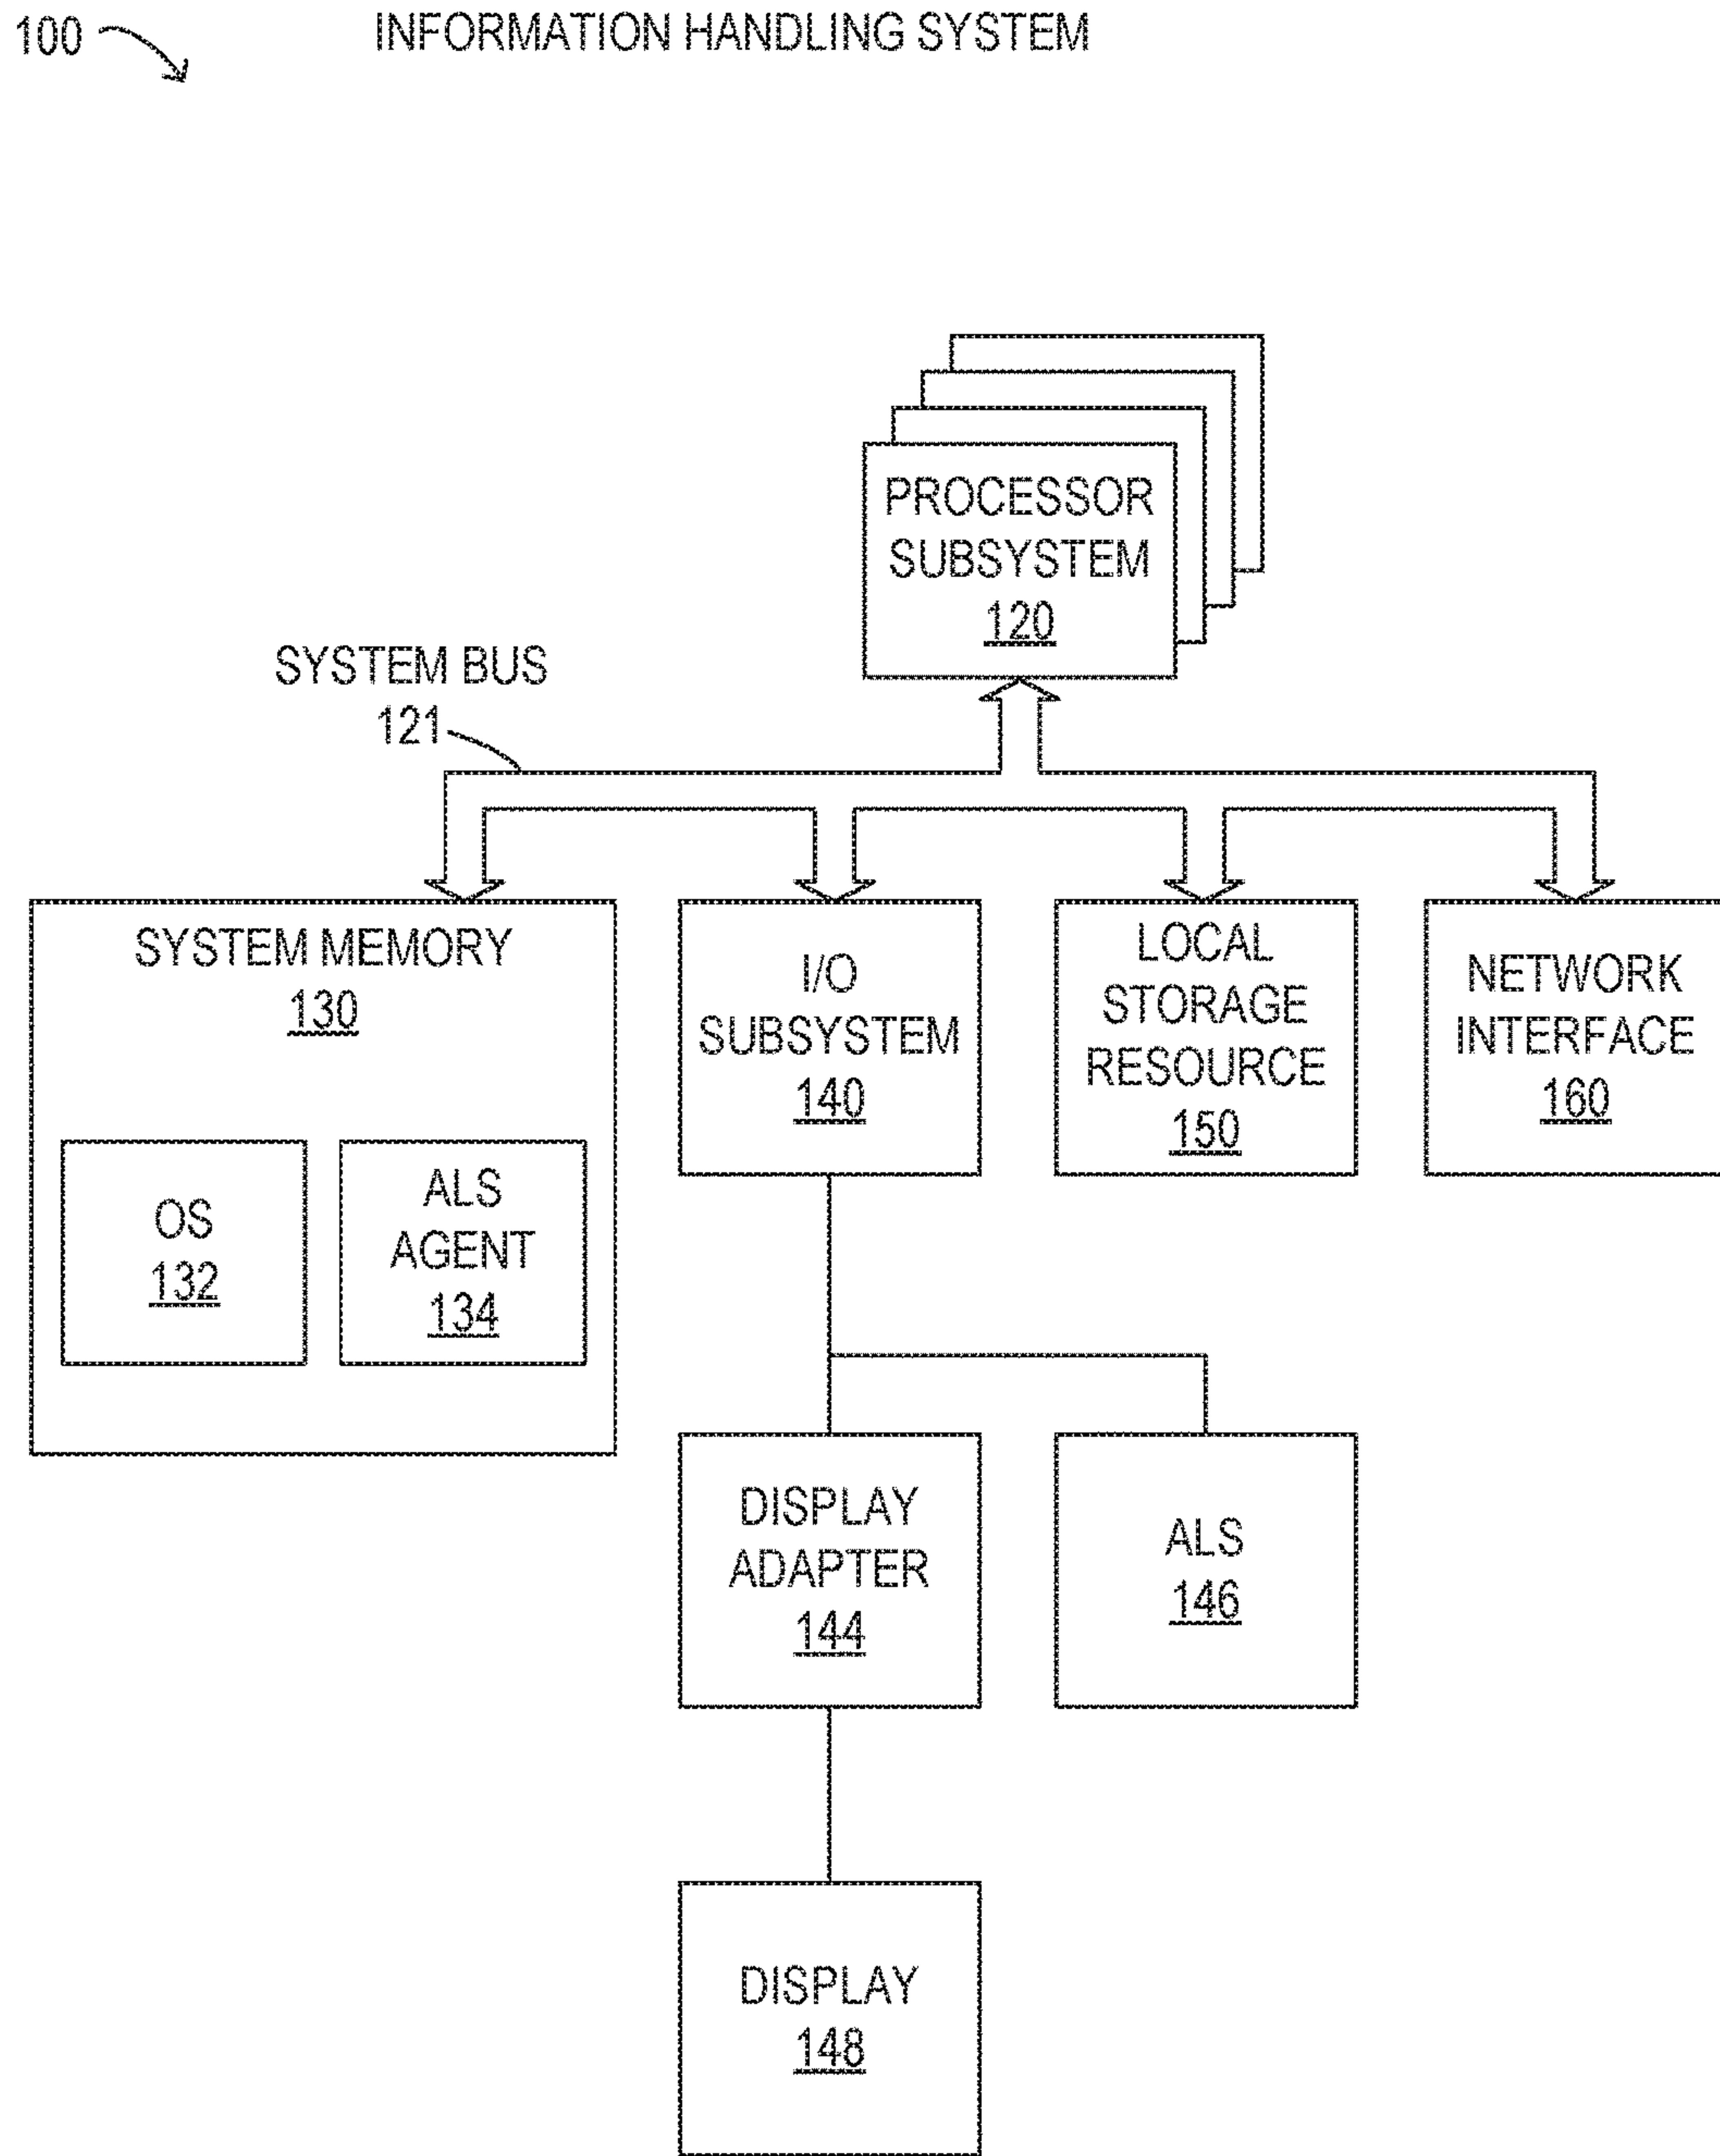 100
INFORMATION HANDLING SYSTEM
PROCESSOR
SUBSYSTEM
120
SYSTEM BUS
121
SYSTEM MEMORY
130
OS
132
ALS
AGENT
134
I/O
SUBSYSTEM
140
LOCAL
STORAGE
RESOURCE
150
NETWORK
INTERFACE
160
DISPLAY
ADAPTER
144
ALS
146
DISPLAY
148